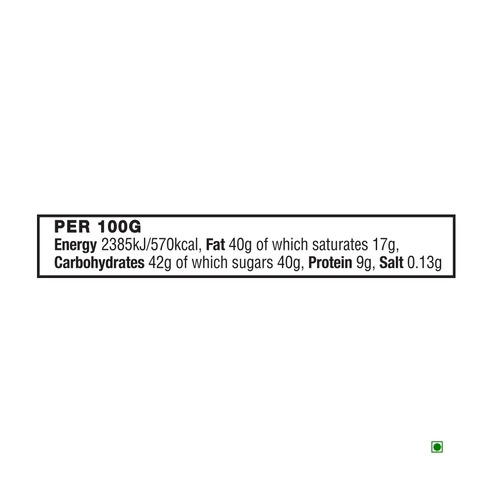 PER 100G
Energy 2385kJ/570kcal, Fat 40g of which saturates 17g,
Carbohydrates 42g of which sugars 40g, Protein 9g, Salt 0.13g